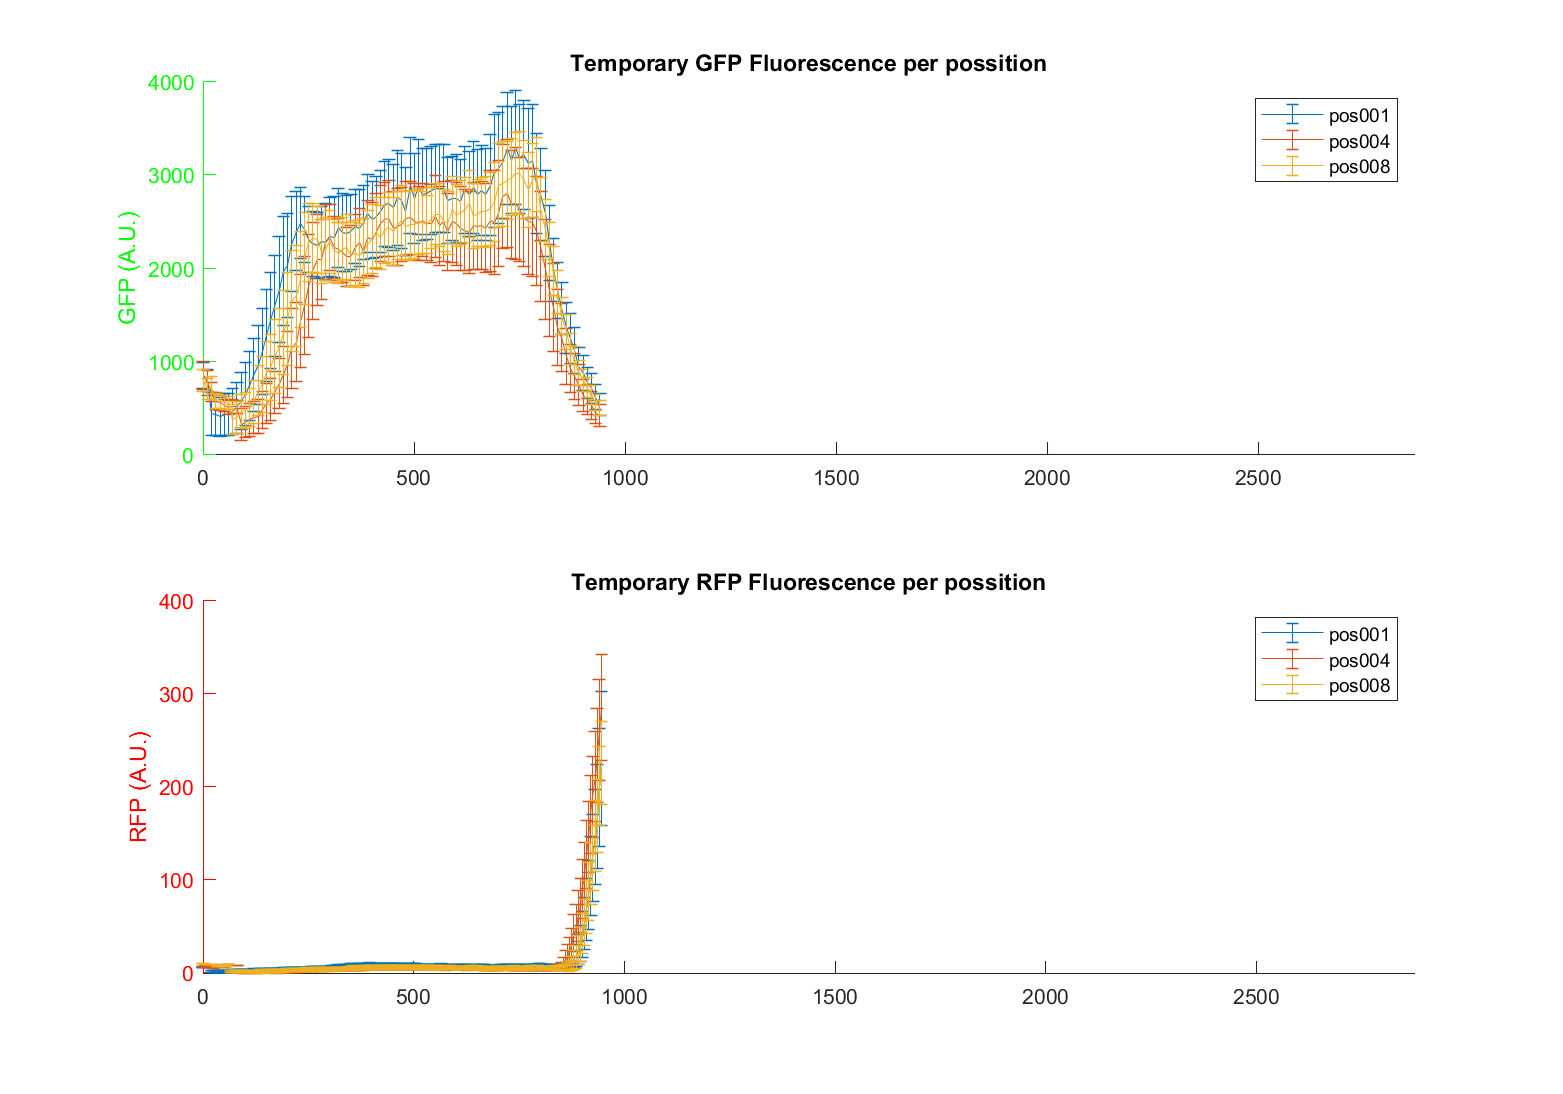 Temporary GFP Fluorescence per possition
4000
3000
2000
1000
0
GFP (A.U.)
0 500 1000 1500 2000 2500
pos001
pos004
pos008
Temporary RFP Fluorescence per possition
400
300
200
100
0
RFP (A.U.)
0 500 1000 1500 2000 2500
pos001
pos004
pos008